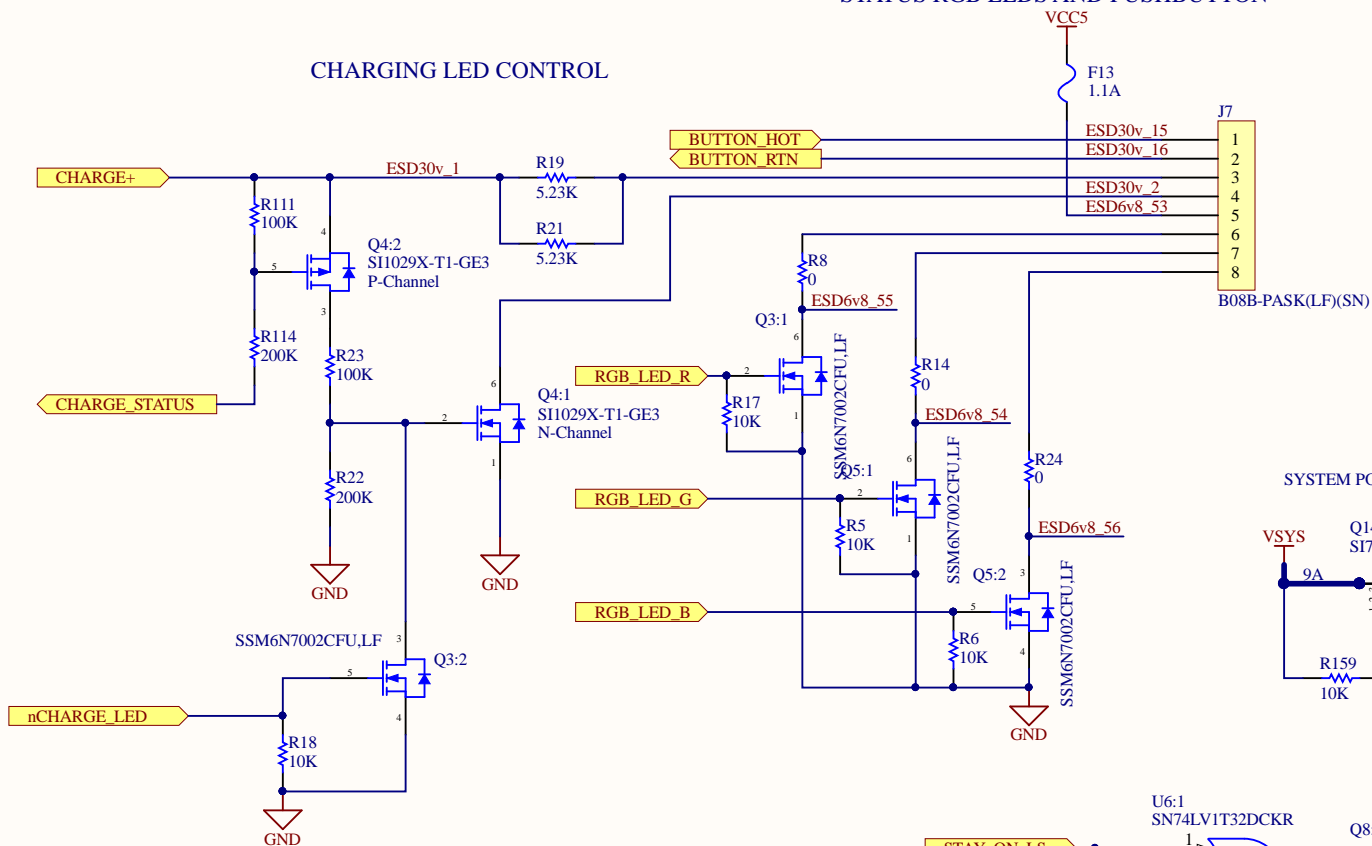 STATUS RGB LEDS AND PUSHBUTTON
VCC5
CHARGING LED CONTROL
F13
1.1A
J7
BUTTON_HOT
ESD30v_15
1
BUTTON_RTN
ESD30v_16
2
CHARGE+
ESD30v_1
R19
5.23K
3
ESD30v_2
4
ESD6v8_53
5
6
7
8
B08B-PASK(LF)(SN)
R111
100K
R21
5.23K
4
Q4:2
SI1029X-T1-GE3
P-Channel
5
3
R8
0
ESD6v8_55
Q3:1
6
SSM6N7002CFU,LF
R114
200K
R23
100K
RGB_LED_R
2
R17
10K
1
R14
0
CHARGE_STATUS
6
Q4:1
SI1029X-T1-GE3
N-Channel
2
1
ESD6v8_54
Q5:1
6
SSM6N7002CFU,LF
R22
200K
RGB_LED_G
2
R5
10K
1
R24
0
SYSTEM PO
ESD6v8_56
VSYS
9A
GND
GND
Q5:2
3
SSM6N7002CFU,LF
RGB_LED_B
5
R6
10K
4
SSM6N7002CFU,LF
3
Q3:2
5
4
R159
10K
nCHARGE_LED
R18
10K
GND
GND
U6:1
SN74LV1T32DCKR
1
Q8
STAY_ON_LS